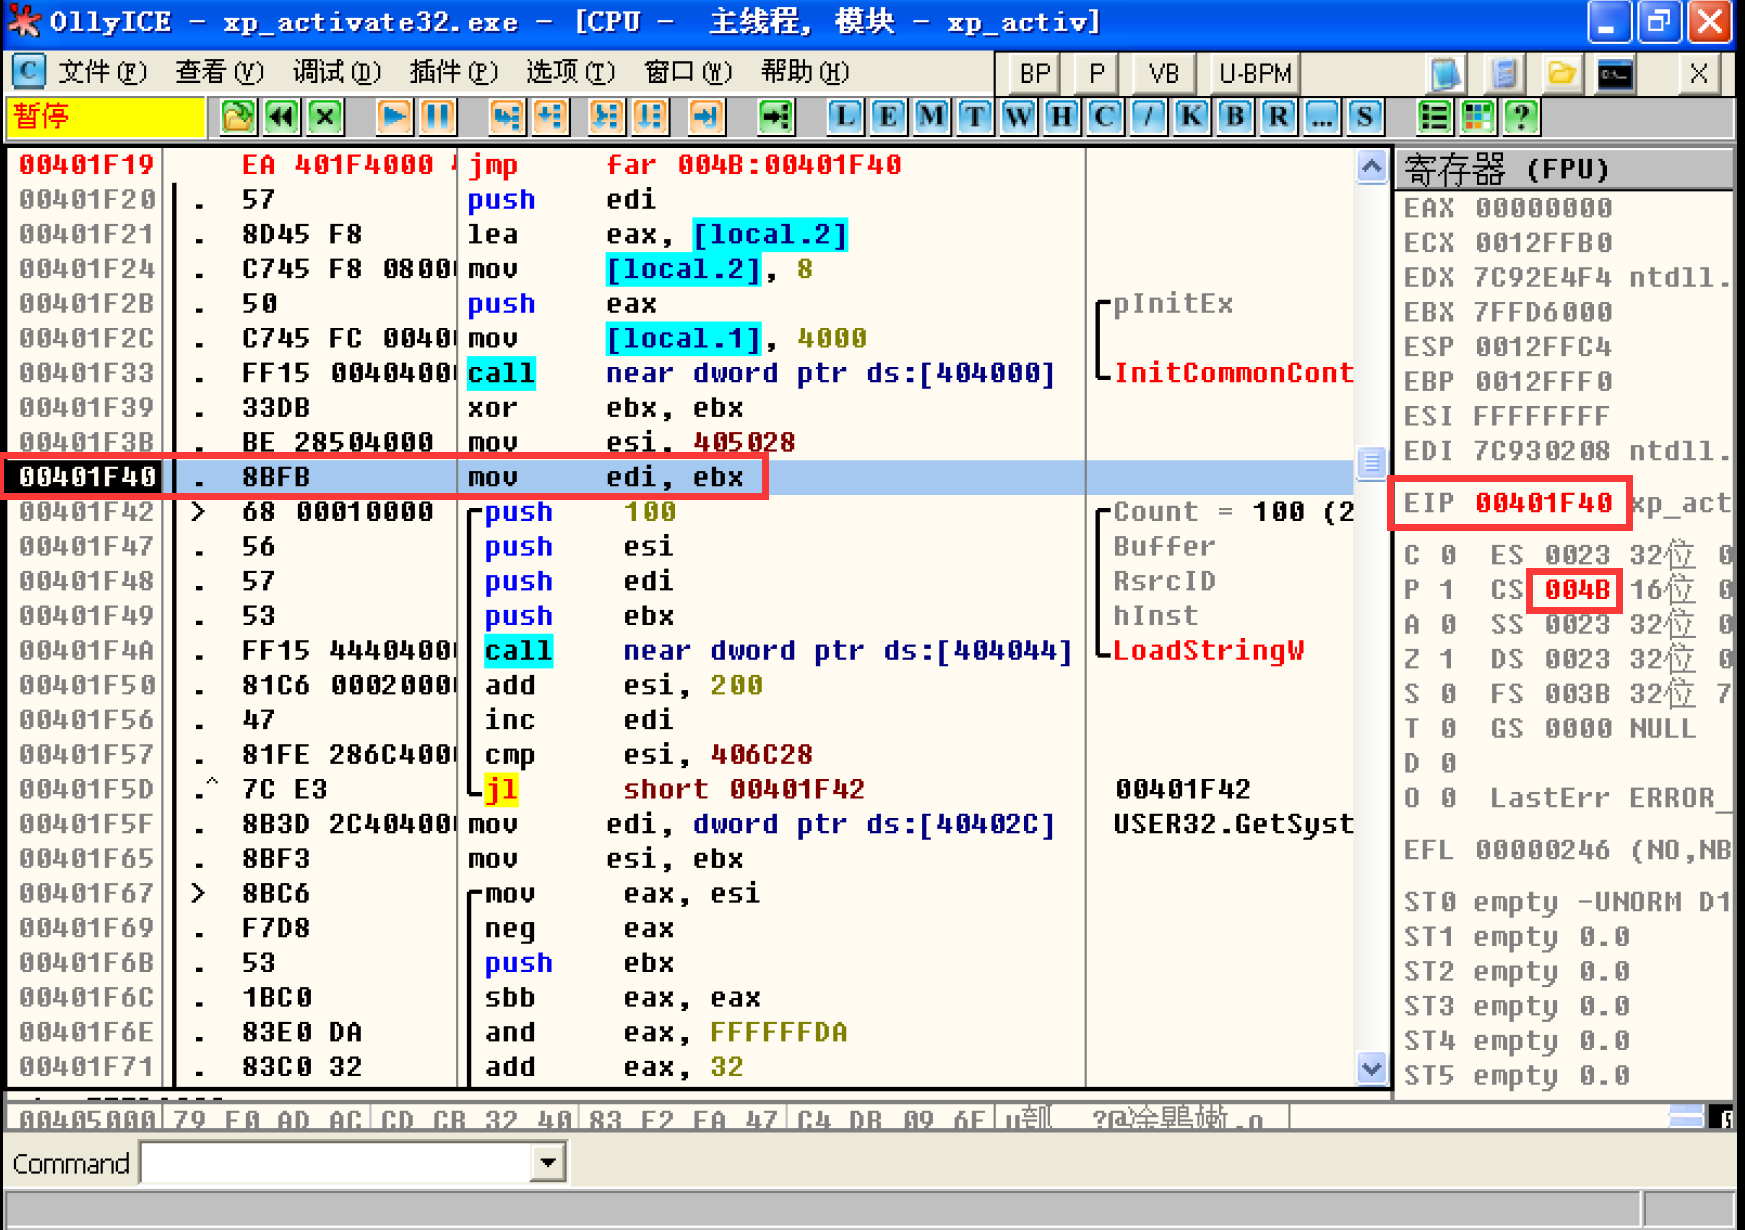 OllyICE - xp_activate32.exe - [CPU - 主线程, 模块 - xp_activ]
C 文件(F) 查看(V) 调试(D) 插件(P) 选项(T) 窗口(W) 帮助(H) BP P VB U-BPM X
暂停 L E M T W H C / K B R ... S ?
00401F19 EA 401F4000 jmp far 004B:00401F40
00401F20 . 57 push edi
00401F21 . 8D45 F8 lea eax, [local.2]
00401F24 . C745 F8 0800 mov [local.2], 8
00401F2B . 50 push eax pInitEx
00401F2C . C745 FC 0040 mov [local.1], 4000
00401F33 . FF15 0040400 call near dword ptr ds:[404000] InitCommonCont
00401F39 . 33DB xor ebx, ebx
00401F3B . BE 28504000 mov esi, 405028
00401F40 . 8BFB mov edi, ebx
00401F42 > 68 00010000 push 100 Count = 100 (2
00401F47 . 56 push esi Buffer
00401F48 . 57 push edi RsrcID
00401F49 . 53 push ebx hInst
00401F4A . FF15 4440400 call near dword ptr ds:[404044] LoadStringW
00401F50 . 81C6 00020000 add esi, 200
00401F56 . 47 inc edi
00401F57 . 81FE 286C400 cmp esi, 406C28
00401F5D .^ 7C E3 jl short 00401F42 00401F42
00401F5F . 8B3D 2C40400 mov edi, dword ptr ds:[40402C] USER32.GetSyst
00401F65 . 8BF3 mov esi, ebx
00401F67 > 8BC6 mov eax, esi
00401F69 . F7D8 neg eax
00401F6B . 53 push ebx
00401F6C . 1BC0 sbb eax, eax
00401F6E . 83E0 DA and eax, FFFFFFDA
00401F71 . 83C0 32 add eax, 32
寄存器 (FPU)
EAX 00000000
ECX 0012FFB0
EDX 7C92E4F4 ntdll.
EBX 7FFD6000
ESP 0012FFC4
EBP 0012FFF0
ESI FFFFFFFF
EDI 7C930208 ntdll.
EIP 00401F40 xp_act
C 0 ES 0023 32位 0
P 1 CS 004B 16位 0
A 0 SS 0023 32位 0
Z 1 DS 0023 32位 0
S 0 FS 003B 32位 7
T 0 GS 0000 NULL
D 0
O 0 LastErr ERROR_
EFL 00000246 (NO,NB
ST0 empty -UNORM D1
ST1 empty 0.0
ST2 empty 0.0
ST3 empty 0.0
ST4 empty 0.0
ST5 empty 0.0
00405000 79 E0 AD AC CD CB 32 40 83 E2 EA 47 C4 DB 09 6E
Command